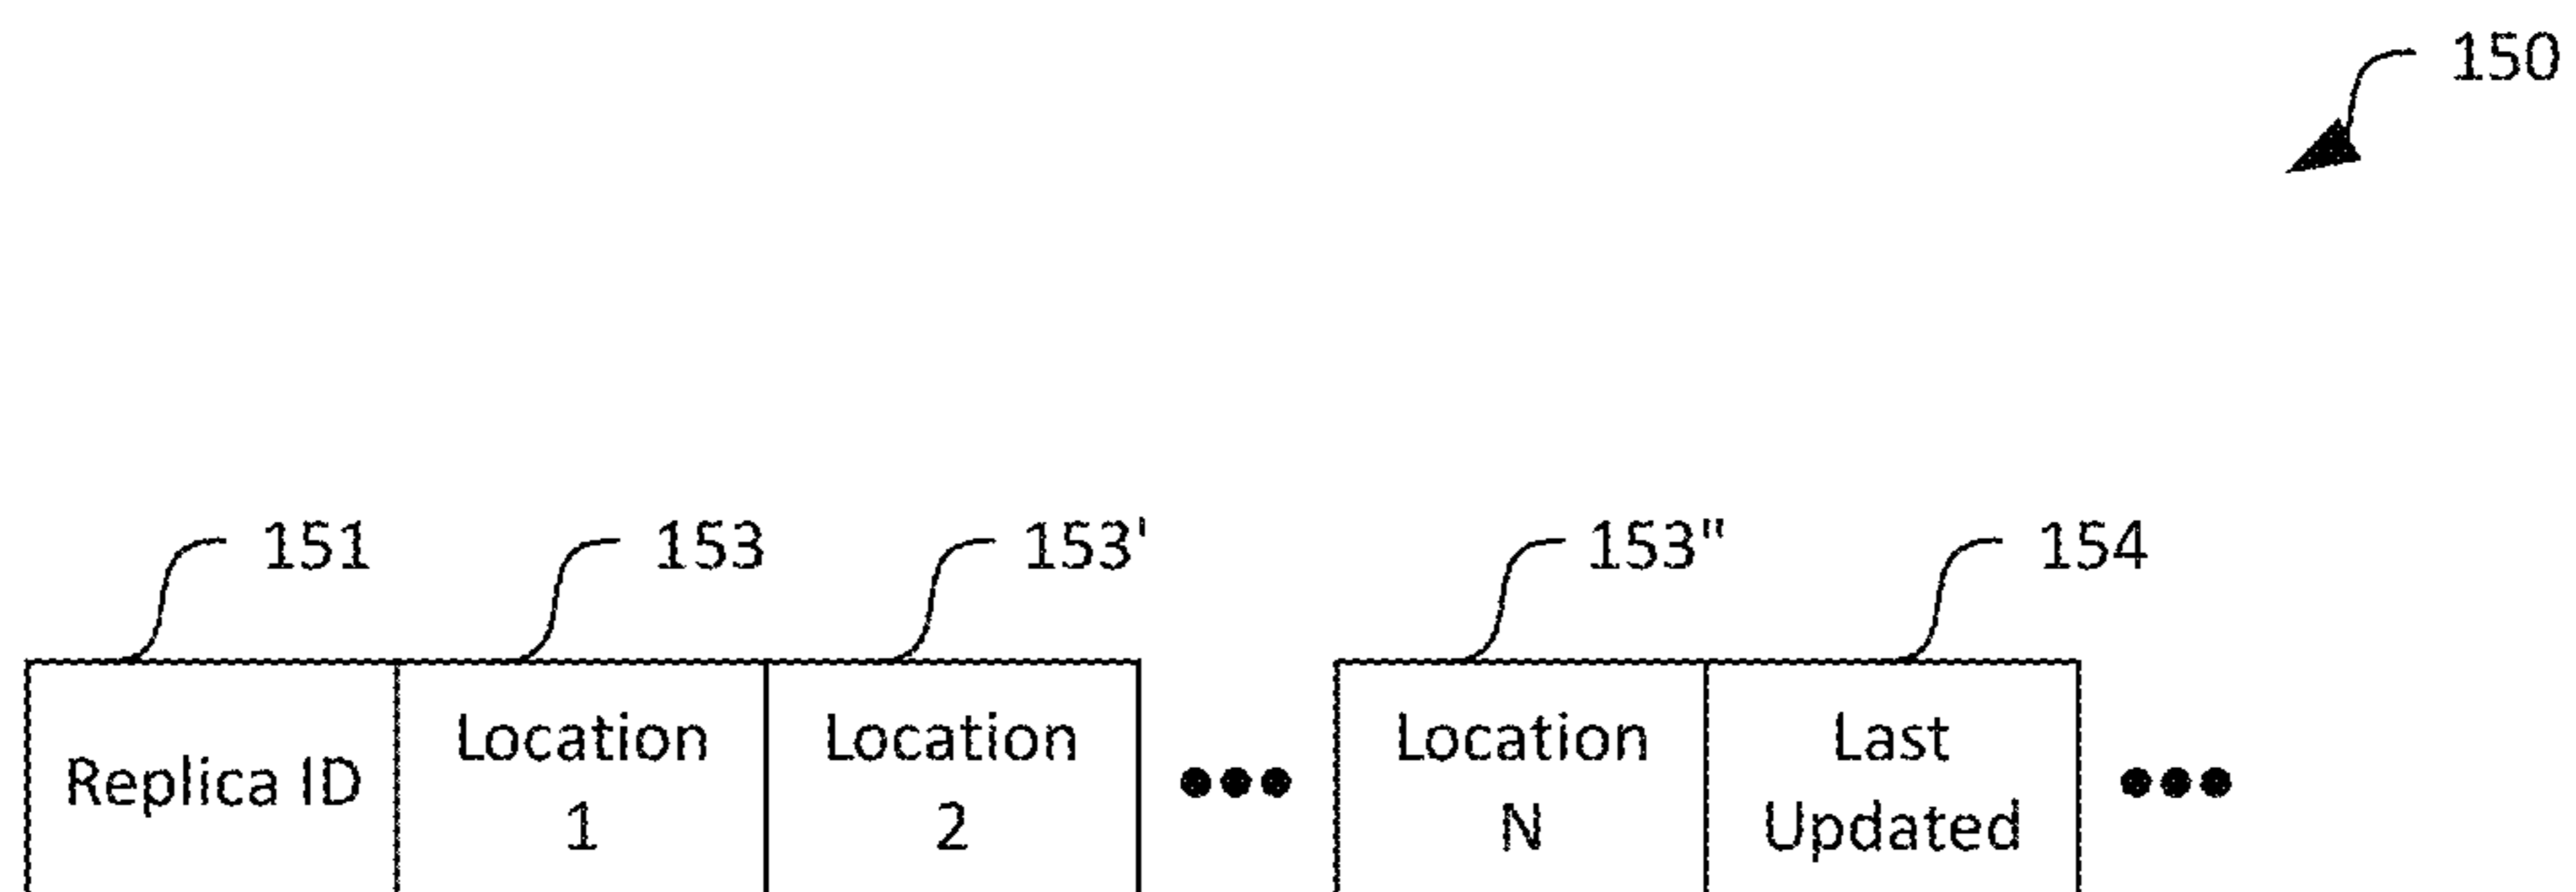 150
151
153
153'
153"
154
Replica ID
Location
1
Location
2
Location
N
Last
Updated